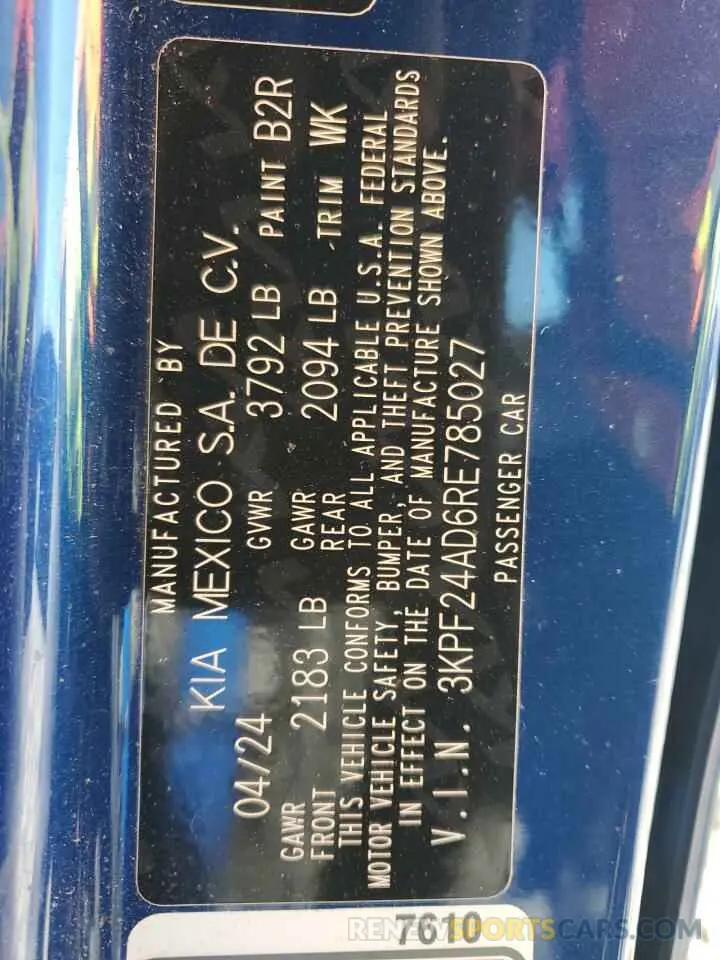 MANUFACTURED BY
KIA MEXICO S.A. DE C.V.
04/24 GVWR 3792 LB PAINT B2R
GAWR FRONT 2183 LB GAWR REAR 2094 LB TRIM WK
THIS VEHICLE CONFORMS TO ALL APPLICABLE U.S.A. FEDERAL
MOTOR VEHICLE SAFETY, BUMPER, AND THEFT PREVENTION STANDARDS
IN EFFECT ON THE DATE OF MANUFACTURE SHOWN ABOVE.
V.I.N. 3KPF24AD6RE785027
PASSENGER CAR
7610
RENEWSPORTSCARS.COM